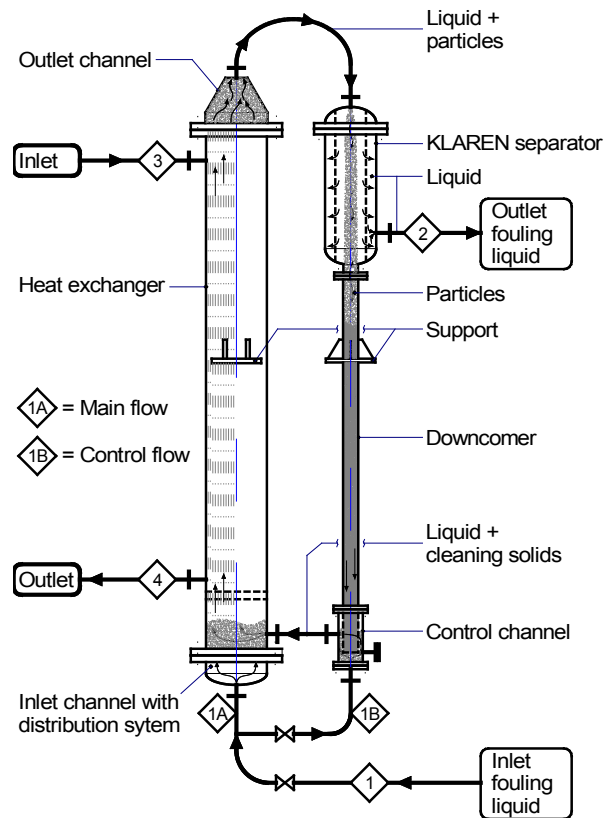 Liquid +
particles
Outlet channel
KLAREN separator
Inlet
3
Liquid
2
Outlet
fouling
liquid
Heat exchanger
Particles
Support
1A = Main flow
1B = Control flow
Downcomer
Liquid +
cleaning solids
Outlet
4
Control channel
Inlet channel with
distribution sytem
1A
1B
1
Inlet
fouling
liquid